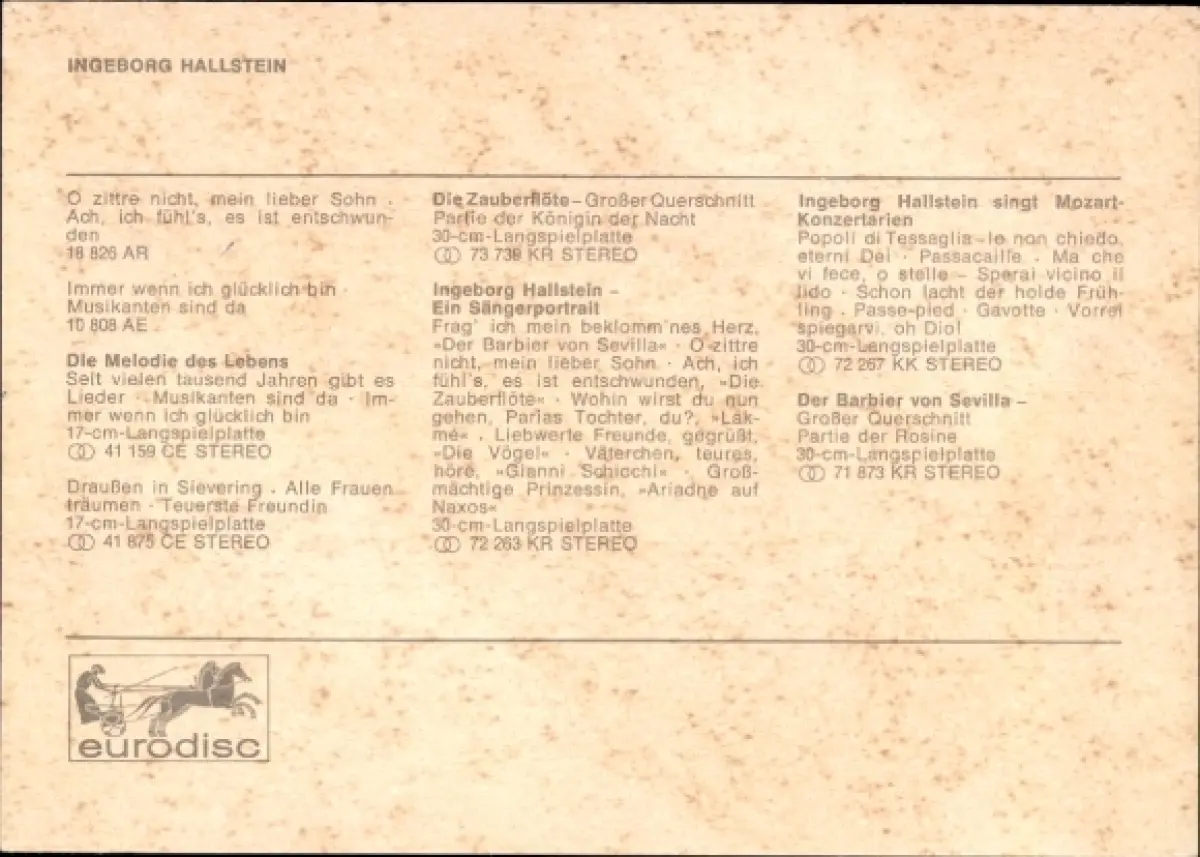 INGEBORG HALLSTEIN
O zittre nicht, mein lieber Sohn ·
Ach, ich fühl's, es ist entschwun-
den
18 826 AR
Immer wenn ich glücklich bin ·
Musikanten sind da
10 808 AE
Die Melodie des Lebens
Seit vielen tausend Jahren gibt es
Lieder · Musikanten sind da · Im-
mer wenn ich glücklich bin
17-cm-Langspielplatte
41 159 CE STEREO
Draußen in Sievering · Alle Frauen
träumen · Teuerste Freundin
17-cm-Langspielplatte
41 875 CE STEREO
Die Zauberflöte – Großer Querschnitt
Partie der Königin der Nacht
30-cm-Langspielplatte
73 739 KR STEREO
Ingeborg Hallstein –
Ein Sängerportrait
Frag' ich mein beklomm'nes Herz,
»Der Barbier von Sevilla« · O zittre
nicht, mein lieber Sohn · Ach, ich
fühl's, es ist entschwunden, »Die
Zauberflöte« · Wohin wirst du nun
gehen, Parias Tochter, du?, »Lak-
mé« · Liebwerte Freunde, gegrüßt,
»Die Vögel« · Väterchen, teures,
höre, »Gianni Schicchi« · Groß-
mächtige Prinzessin, »Ariadne auf
Naxos«
30-cm-Langspielplatte
72 263 KR STEREO
Ingeborg Hallstein singt Mozart-
Konzertarien
Popoli di Tessaglia – Io non chiedo,
eterni Dei · Passacaille · Ma che
vi fece, o stelle – Sperai vicino il
lido · Schon lacht der holde Früh-
ling · Passe-pied · Gavotte · Vorrei
spiegarvi, oh Dio!
30-cm-Langspielplatte
72 267 KK STEREO
Der Barbier von Sevilla –
Großer Querschnitt
Partie der Rosine
30-cm-Langspielplatte
71 873 KR STEREO
eurodisc